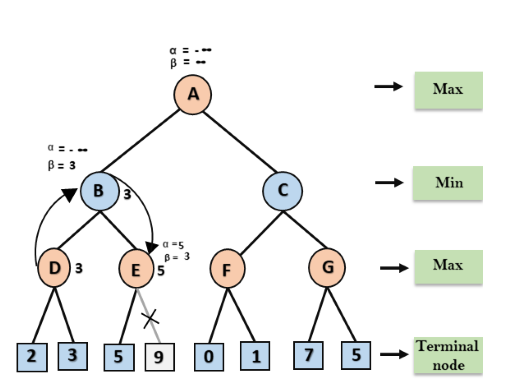 α = - ∞
β = ∞
A
Max
α = - ∞
β = 3
B
3
C
Min
α =5
β = 3
D
3
E
5
F
G
Max
2
3
5
9
0
1
7
5
Terminal
node